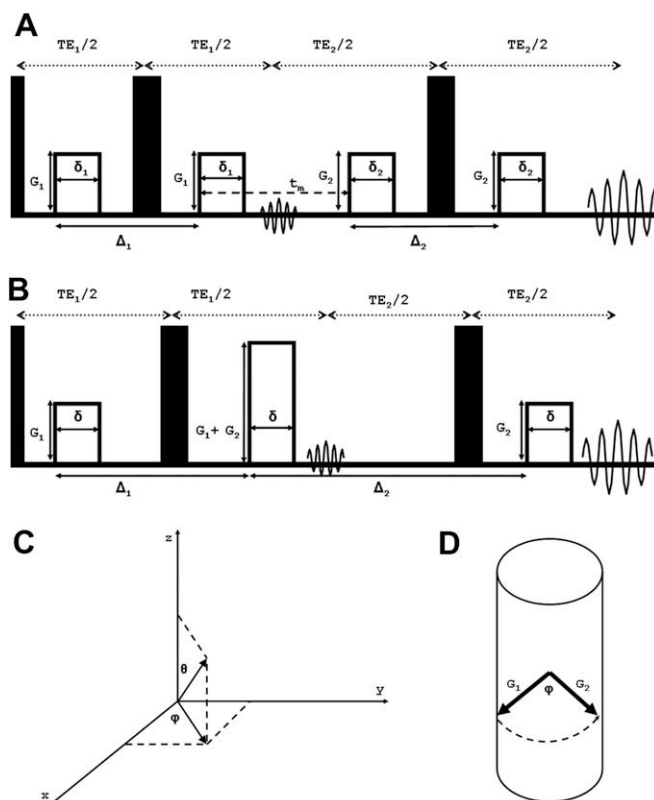 A
TE₁/2 TE₁/2 TE₂/2 TE₂/2
G₁ δ₁ G₁ δ₁ G₂ δ₂ G₂ δ₂
tₘ
Δ₁ Δ₂
B
TE₁/2 TE₁/2 TE₂/2 TE₂/2
G₁ δ G₁+ G₂ δ G₂ δ
Δ₁ Δ₂
C D
z
θ
φ
y
x
G₁ φ G₂